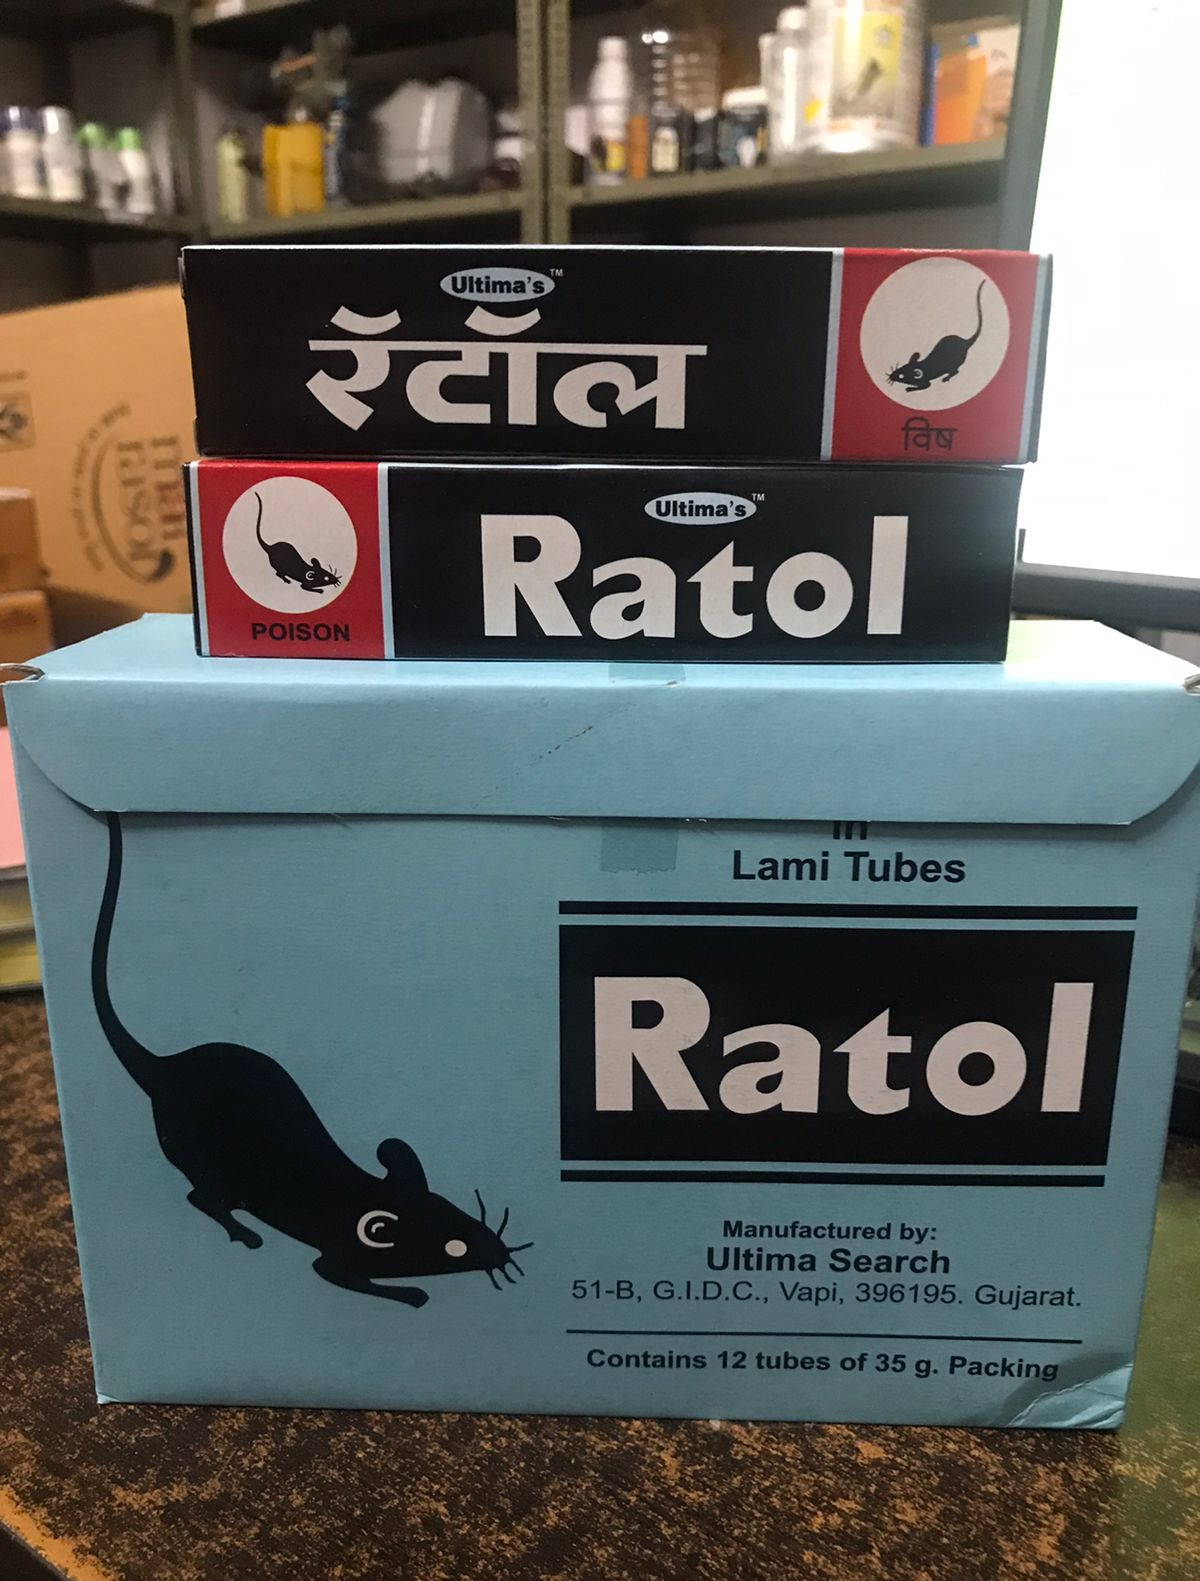 Ultima's™
रॅटॉल
विष
POISON
Ultima's™
Ratol
in
Lami Tubes
Ratol
Manufactured by:
Ultima Search
51-B, G.I.D.C., Vapi, 396195. Gujarat.
Contains 12 tubes of 35 g. Packing